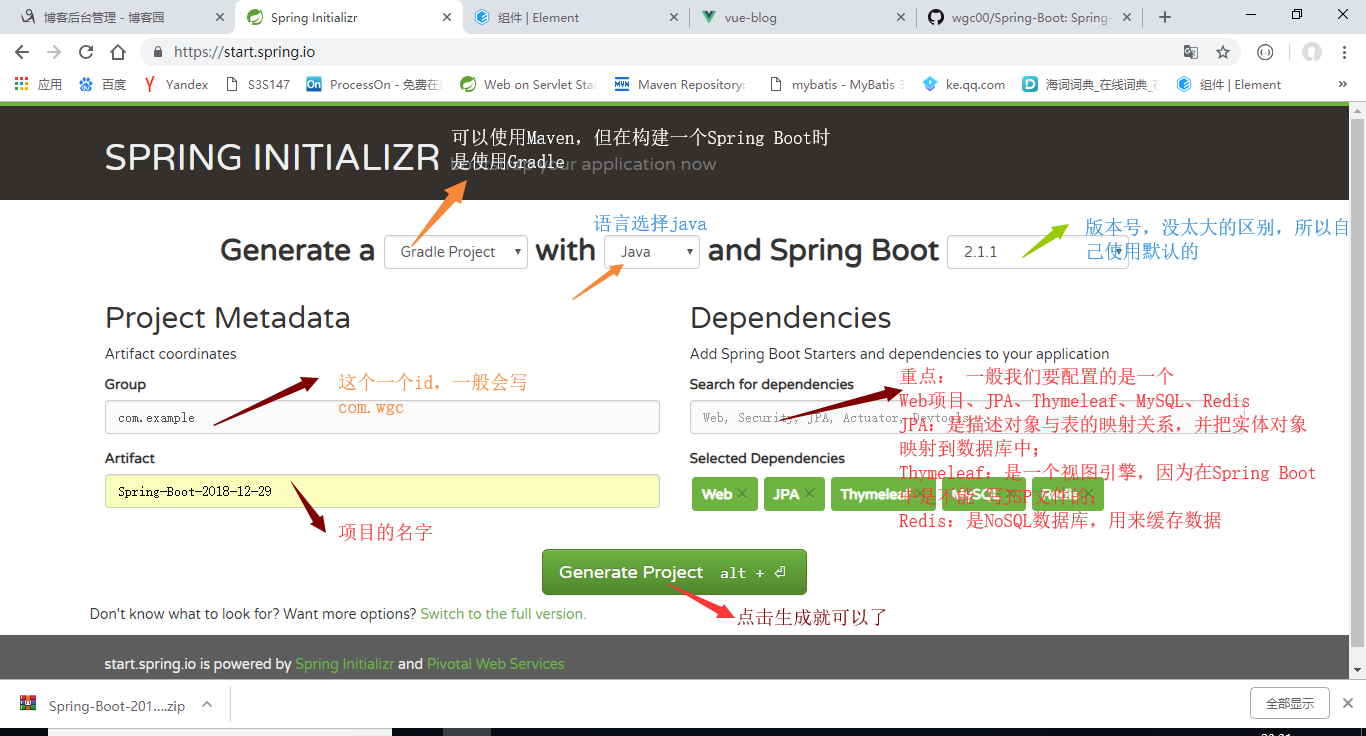 博客后台管理 - 博客园
Spring Initializr
组件 | Element
vue-blog
wgc00/Spring-Boot: Spring-
https://start.spring.io
应用
百度
Yandex
S3S147
ProcessOn - 免费在
Web on Servlet Sta
Maven Repository:
mybatis - MyBatis 3
ke.qq.com
海词词典_在线词典_在
组件 | Element
SPRING INITIALIZR
bootstrap your application now
可以使用Maven，但在构建一个Spring Boot时
是使用Gradle
语言选择java
版本号，没太大的区别，所以自
己使用默认的
Generate a Gradle Project with Java and Spring Boot 2.1.1
Project Metadata
Artifact coordinates
Group
com.example
这个一个id，一般会写
com.wgc
Artifact
Spring-Boot-2018-12-29
项目的名字
Dependencies
Add Spring Boot Starters and dependencies to your application
Search for dependencies
Web, Security, JPA, Actuator, Devtools
重点： 一般我们要配置的是一个
Web项目、JPA、Thymeleaf、MySQL、Redis
JPA：是描述对象与表的映射关系，并把实体对象
映射到数据库中；
Thymeleaf：是一个视图引擎，因为在Spring Boot
中是不能 写JSP文件的；
Redis：是NoSQL数据库，用来缓存数据
Selected Dependencies
Web ×
JPA ×
Thymeleaf ×
MySQL ×
Generate Project alt + ⏎
点击生成就可以了
Don't know what to look for? Want more options? Switch to the full version.
start.spring.io is powered by Spring Initializr and Pivotal Web Services
Spring-Boot-201....zip
全部显示